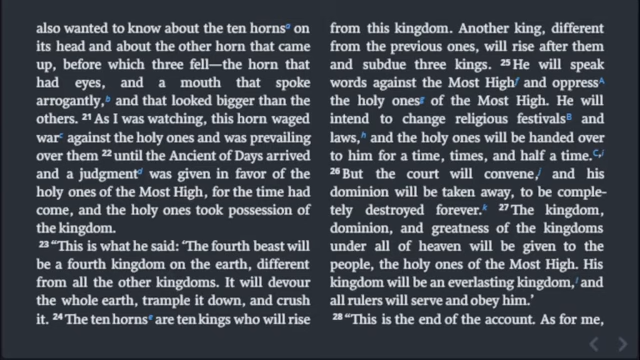 also wanted to know about the ten hornsᵃ on
its head and about the other horn that came
up, before which three fell—the horn that
had eyes, and a mouth that spoke
arrogantly,ᵇ and that looked bigger than the
others. ²¹ As I was watching, this horn waged
warᶜ against the holy ones and was prevailing
over them ²² until the Ancient of Days arrived
and a judgmentᵈ was given in favor of the
holy ones of the Most High, for the time had
come, and the holy ones took possession of
the kingdom.
²³ “This is what he said: ‘The fourth beast will
be a fourth kingdom on the earth, different
from all the other kingdoms. It will devour
the whole earth, trample it down, and crush
it. ²⁴ The ten hornsᵉ are ten kings who will rise
from this kingdom. Another king, different
from the previous ones, will rise after them
and subdue three kings. ²⁵ He will speak
words against the Most Highᶠ and oppressᴬ
the holy onesᵍ of the Most High. He will
intend to change religious festivalsᴮ and
laws,ʰ and the holy ones will be handed over
to him for a time, times, and half a time.ᶜ,ⁱ
²⁶ But the court will convene,ʲ and his
dominion will be taken away, to be comple-
tely destroyed forever.ᵏ ²⁷ The kingdom,
dominion, and greatness of the kingdoms
under all of heaven will be given to the
people, the holy ones of the Most High. His
kingdom will be an everlasting kingdom,ˡ and
all rulers will serve and obey him.’
²⁸ “This is the end of the account. As for me,